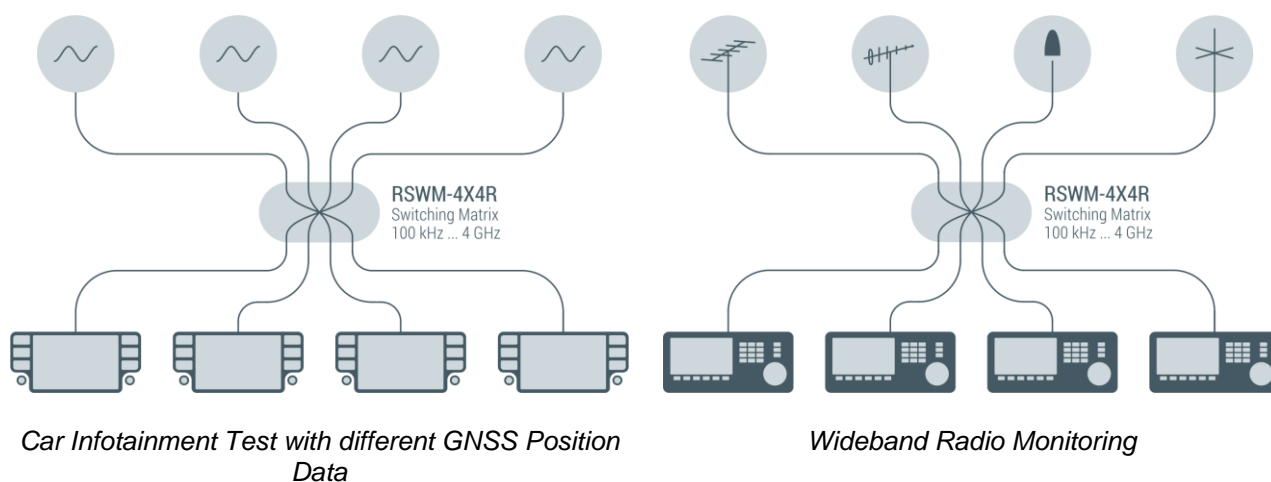 RSWM-4X4R
Switching Matrix
100 kHz ... 4 GHz
RSWM-4X4R
Switching Matrix
100 kHz ... 4 GHz
Car Infotainment Test with different GNSS Position
Data
Wideband Radio Monitoring